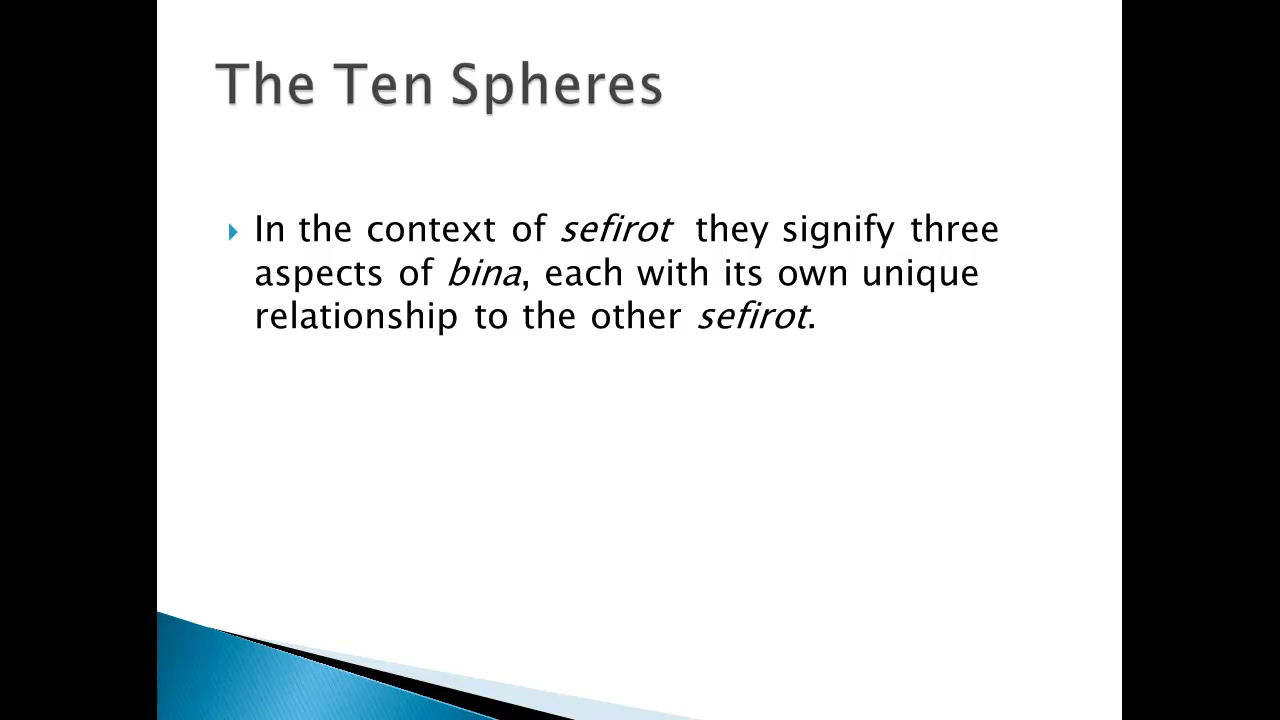 The Ten Spheres
In the context of sefirot they signify three
aspects of bina, each with its own unique
relationship to the other sefirot.